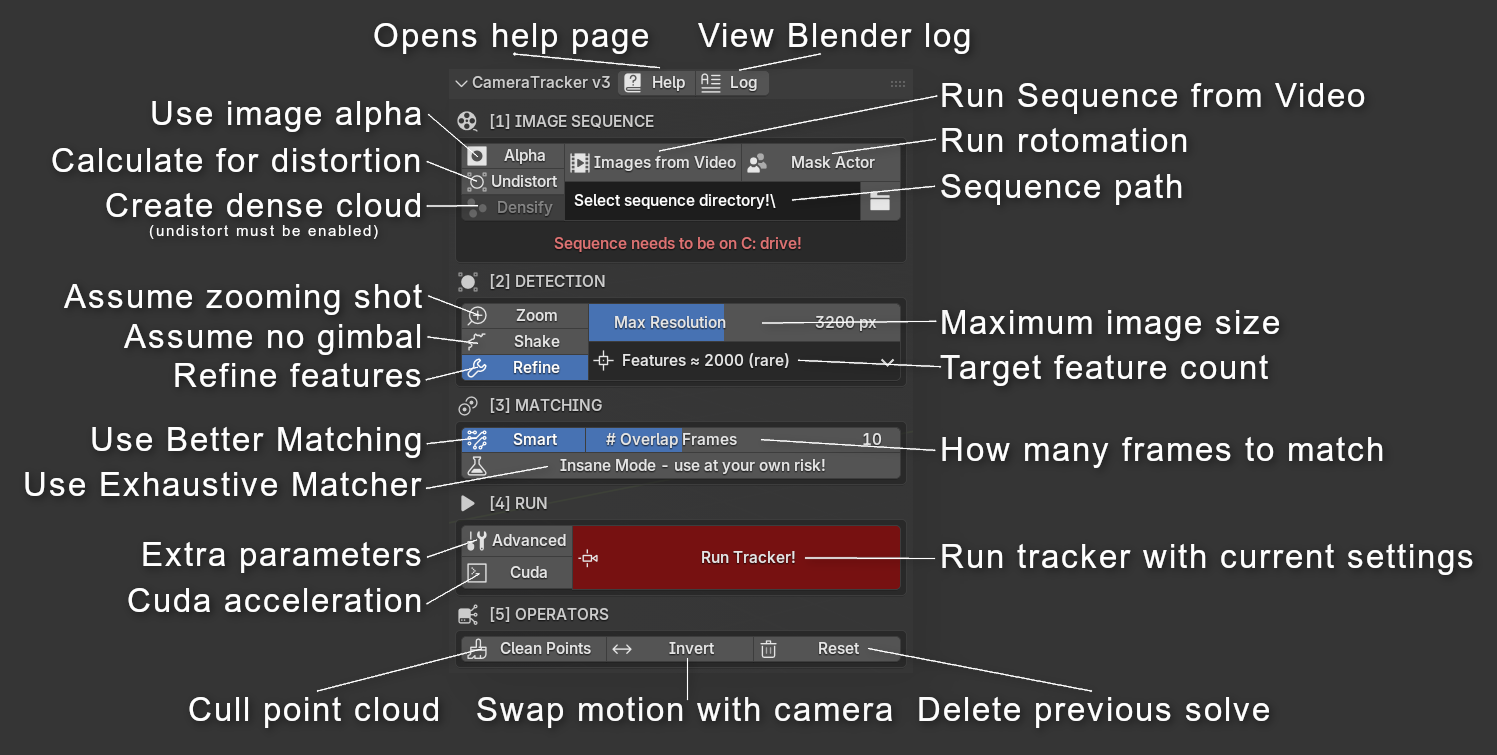 Opens help page
View Blender log
CameraTracker v3
Help
Log
Use image alpha
Calculate for distortion
Create dense cloud
(undistort must be enabled)
[1] IMAGE SEQUENCE
Alpha
Images from Video
Mask Actor
Undistort
Select sequence directory!\
Densify
Sequence needs to be on C: drive!
Run Sequence from Video
Run rotomation
Sequence path
[2] DETECTION
Assume zooming shot
Assume no gimbal
Refine features
Zoom
Max Resolution
3200 px
Shake
Features ≈ 2000 (rare)
Refine
Maximum image size
Target feature count
[3] MATCHING
Use Better Matching
Use Exhaustive Matcher
Smart
# Overlap Frames
10
Insane Mode - use at your own risk!
How many frames to match
[4] RUN
Extra parameters
Cuda acceleration
Advanced
Cuda
Run Tracker!
Run tracker with current settings
[5] OPERATORS
Clean Points
Invert
Reset
Cull point cloud
Swap motion with camera
Delete previous solve